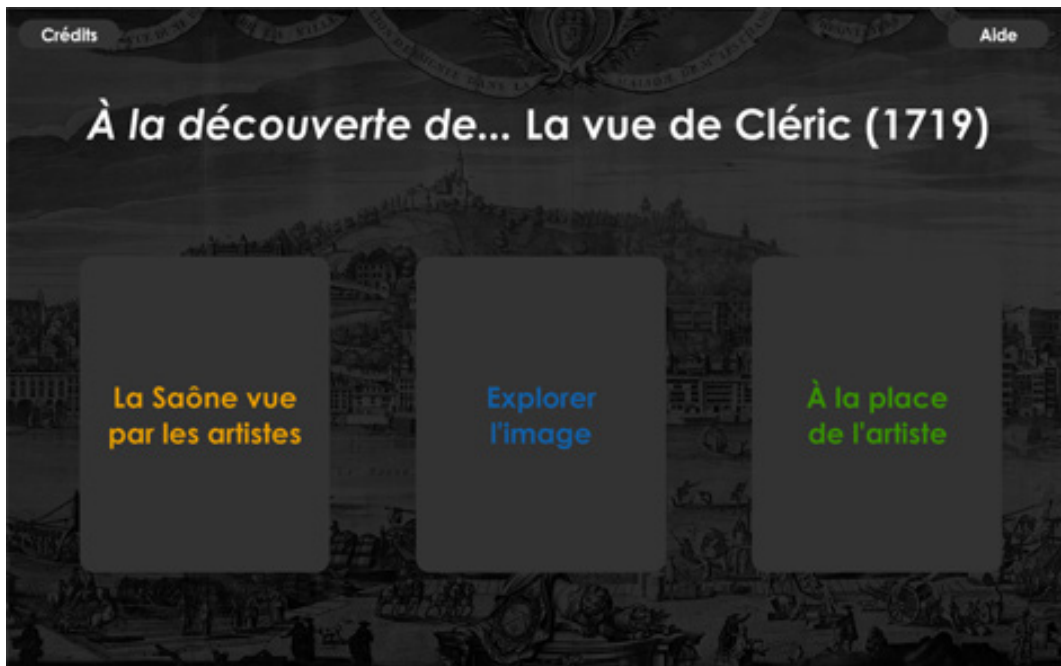 Crédits
Aide
À la découverte de... La vue de Cléric (1719)
La Saône vue
par les artistes
Explorer
l'image
À la place
de l'artiste